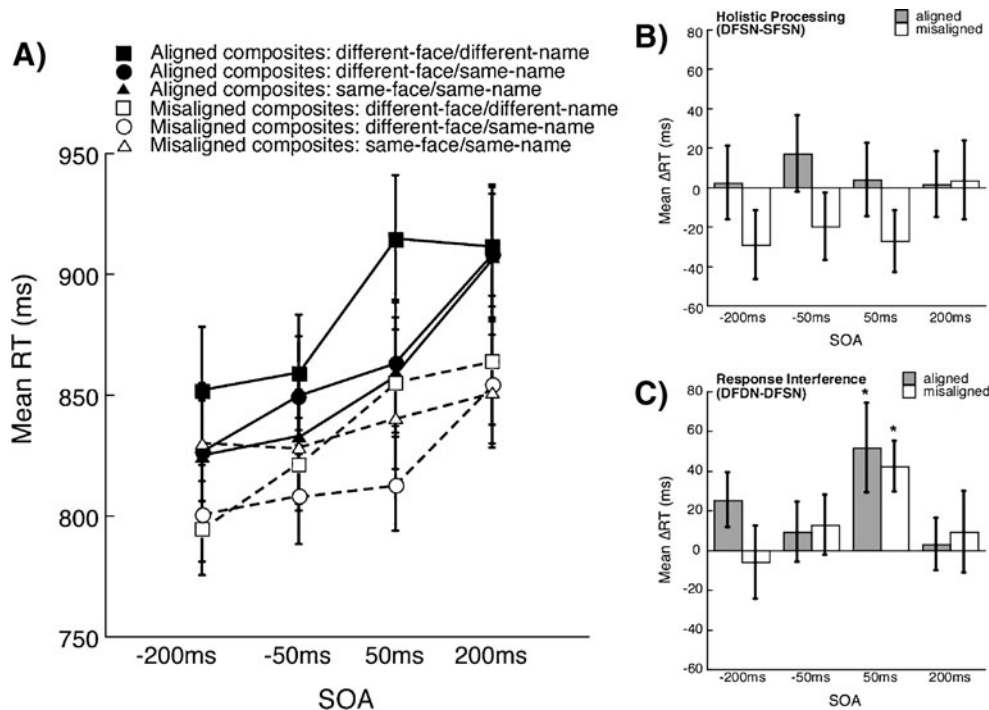 A)
Aligned composites: different-face/different-name
Aligned composites: different-face/same-name
Aligned composites: same-face/same-name
Misaligned composites: different-face/different-name
Misaligned composites: different-face/same-name
Misaligned composites: same-face/same-name
950
900
850
800
750
Mean RT (ms)
-200ms -50ms 50ms 200ms
SOA
B)
Holistic Processing
(DFSN-SFSN)
aligned
misaligned
80
60
40
20
0
-20
-40
-60
Mean ΔRT (ms)
-200ms -50ms 50ms 200ms
SOA
C)
Response Interference
(DFDN-DFSN)
aligned
misaligned
* *
80
60
40
20
0
-20
-40
-60
Mean ΔRT (ms)
-200ms -50ms 50ms 200ms
SOA